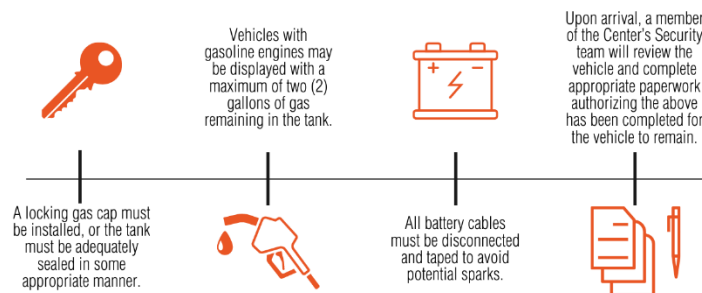 A locking gas cap must
be installed, or the tank
must be adequately
sealed in some
appropriate manner.
Vehicles with
gasoline engines may
be displayed with a
maximum of two (2)
gallons of gas
remaining in the tank.
All battery cables
must be disconnected
and taped to avoid
potential sparks.
Upon arrival, a member
of the Center's Security
team will review the
vehicle and complete
appropriate paperwork
authorizing the above
has been completed for
the vehicle to remain.